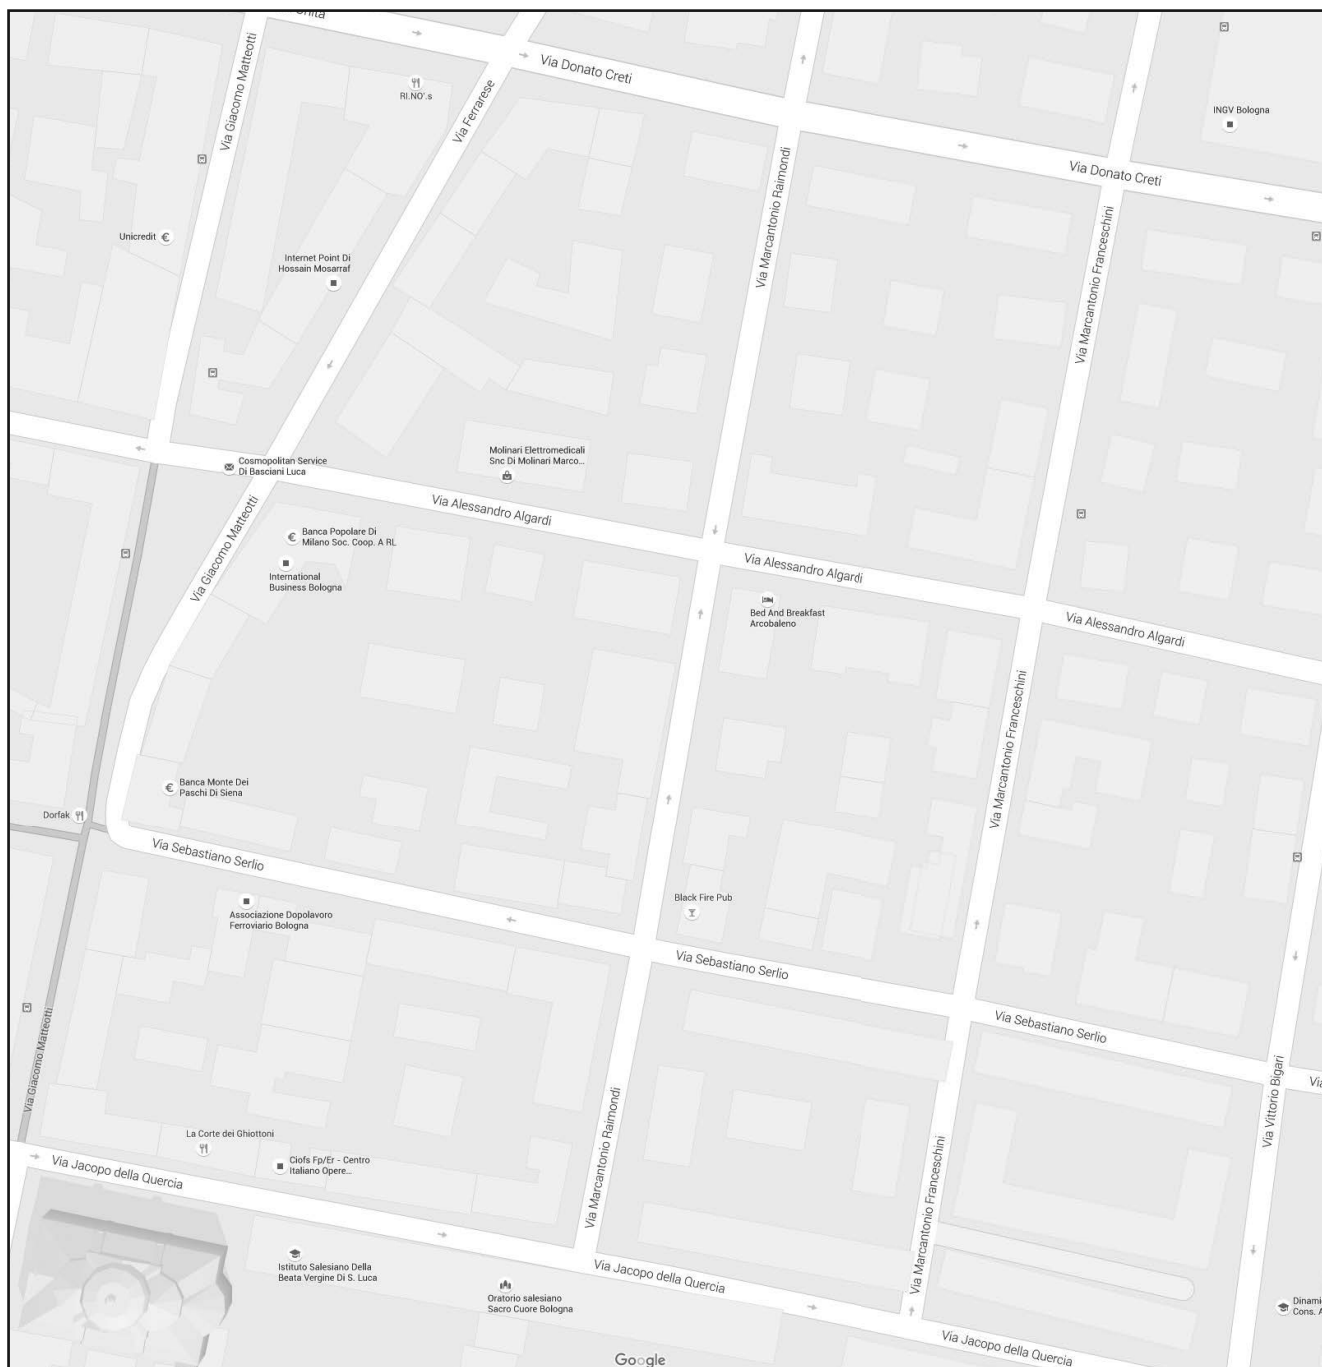 Via Donato Creti
RI.NO'.s
Via Giacomo Matteotti
Via Ferrarese
INGV Bologna
Via Donato Creti
Via Marcantonio Raimondi
Via Marcantonio Franceschini
Unicredit
Internet Point Di
Hossain Mosarraf
Cosmopolitan Service
Di Basciani Luca
Molinari Elettromedicali
Snc Di Molinari Marco...
Via Alessandro Algardi
Via Giacomo Matteotti
Banca Popolare Di
Milano Soc. Coop. A RL
International
Business Bologna
Via Alessandro Algardi
Bed And Breakfast
Arcobaleno
Via Alessandro Algardi
Via Marcantonio Franceschini
Banca Monte Dei
Paschi Di Siena
Dorfak
Via Sebastiano Serlio
Associazione Dopolavoro
Ferroviario Bologna
Black Fire Pub
Via Sebastiano Serlio
Via Sebastiano Serlio
Via Giacomo Matteotti
Via Marcantonio Raimondi
Via Vittorio Bigari
La Corte dei Ghiottoni
Ciofs Fp/Er - Centro
Italiano Opere...
Via Jacopo della Quercia
Via Marcantonio Franceschini
Istituto Salesiano Della
Beata Vergine Di S. Luca
Oratorio salesiano
Sacro Cuore Bologna
Via Jacopo della Quercia
Cons. A
Via Jacopo della Quercia
Google